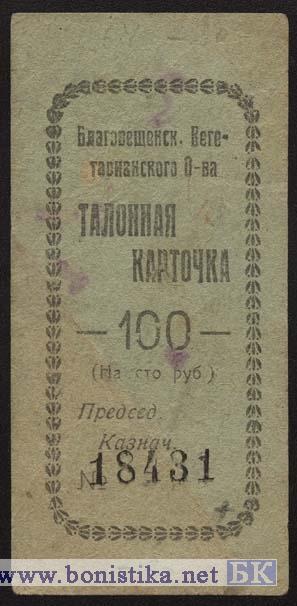 Благовещенск. Веге-
тарианского О-ва
ТАЛОННАЯ
КАРТОЧКА
— 100 —
(На сто руб.)
Председ.
Казнач.
№ 18431
www.bonistika.net БК